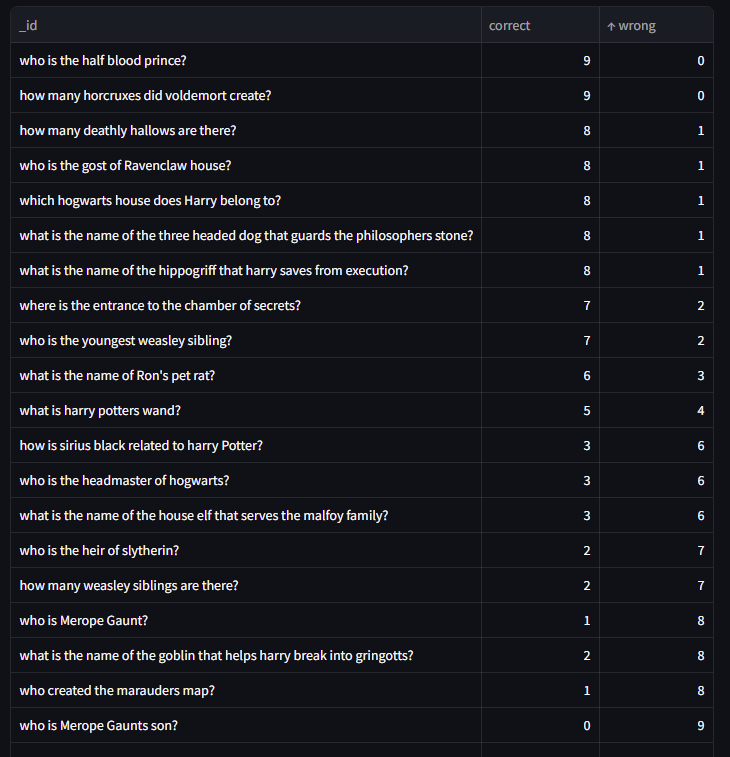 _id correct ↑ wrong
who is the half blood prince? 9 0
how many horcruxes did voldemort create? 9 0
how many deathly hallows are there? 8 1
who is the gost of Ravenclaw house? 8 1
which hogwarts house does Harry belong to? 8 1
what is the name of the three headed dog that guards the philosophers stone? 8 1
what is the name of the hippogriff that harry saves from execution? 8 1
where is the entrance to the chamber of secrets? 7 2
who is the youngest weasley sibling? 7 2
what is the name of Ron's pet rat? 6 3
what is harry potters wand? 5 4
how is sirius black related to harry Potter? 3 6
who is the headmaster of hogwarts? 3 6
what is the name of the house elf that serves the malfoy family? 3 6
who is the heir of slytherin? 2 7
how many weasley siblings are there? 2 7
who is Merope Gaunt? 1 8
what is the name of the goblin that helps harry break into gringotts? 2 8
who created the marauders map? 1 8
who is Merope Gaunts son? 0 9